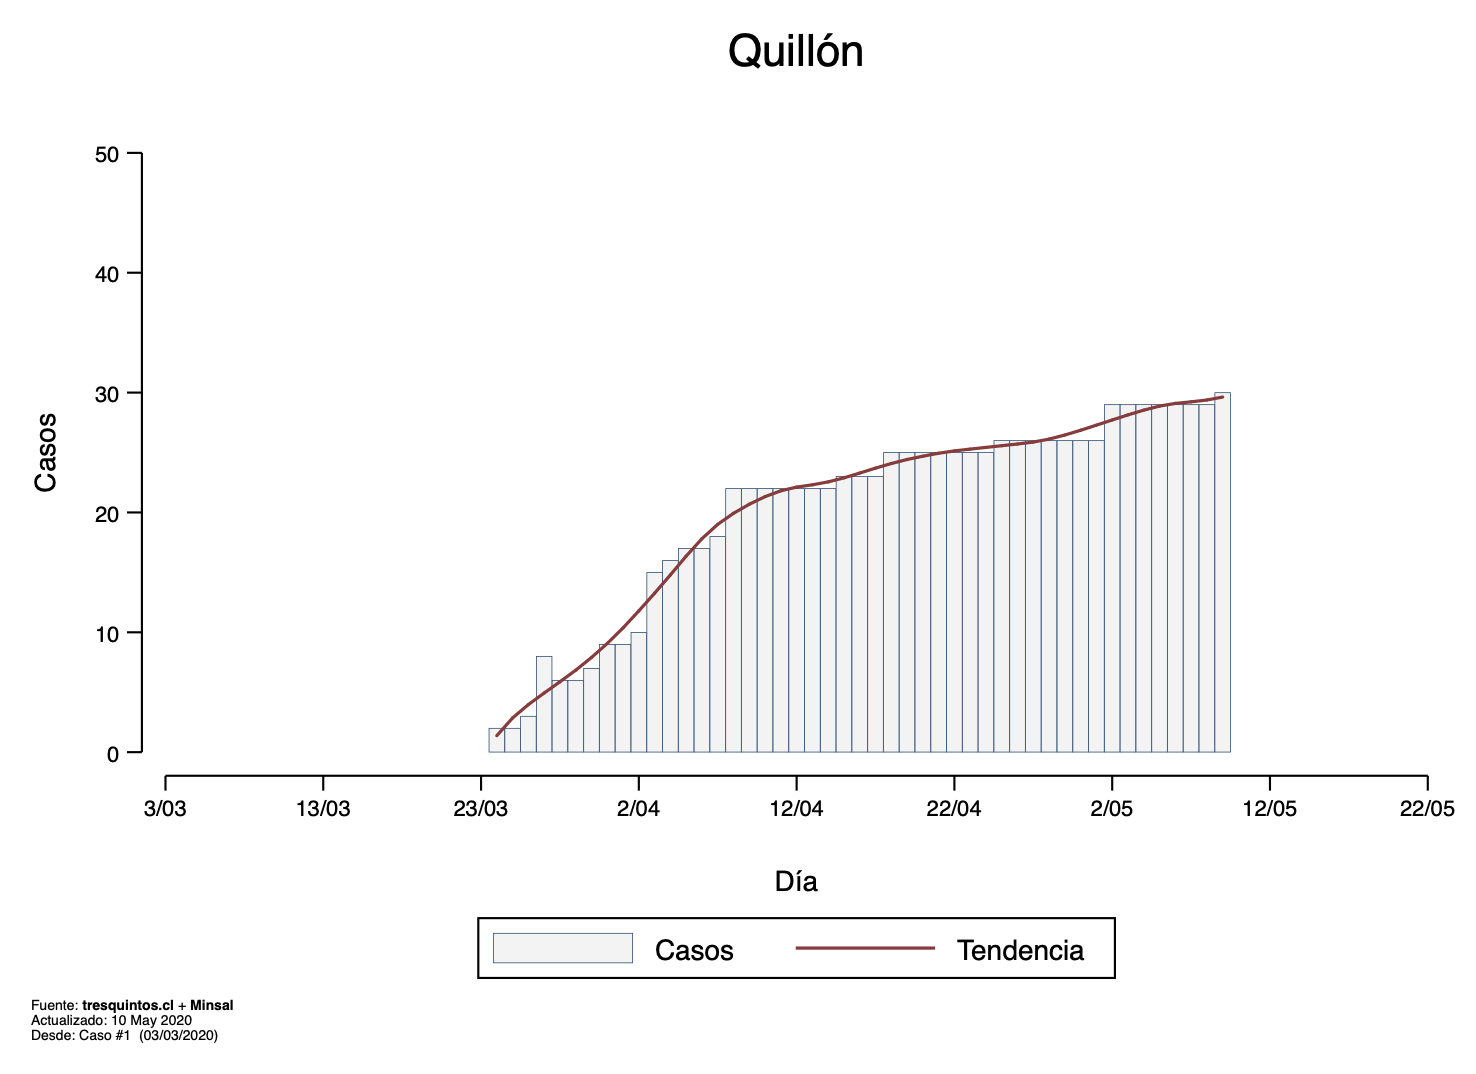 Quillón
50
40
30
20
10
0
Casos
3/03 13/03 23/03 2/04 12/04 22/04 2/05 12/05 22/05
Día
Casos Tendencia
Fuente: tresquintos.cl + Minsal
Actualizado: 10 May 2020
Desde: Caso #1 (03/03/2020)